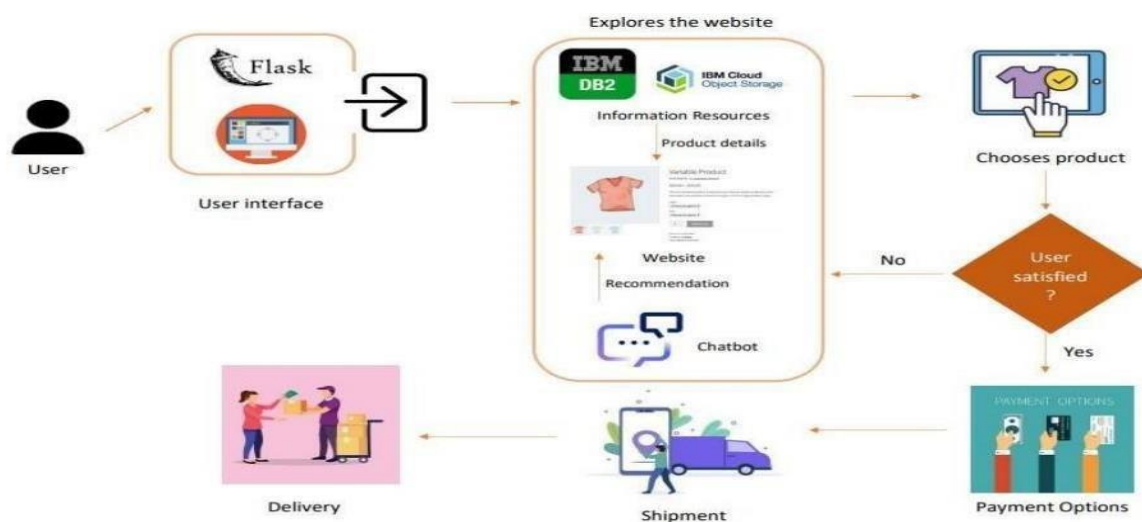 Explores the website
Flask
IBM
DB2
IBM Cloud
Object Storage
Information Resources
Product details
Variable Product
Website
Recommendation
Chatbot
User
User interface
Chooses product
User
satisfied
?
No
Yes
PAYMENT OPTIONS
Payment Options
Shipment
Delivery